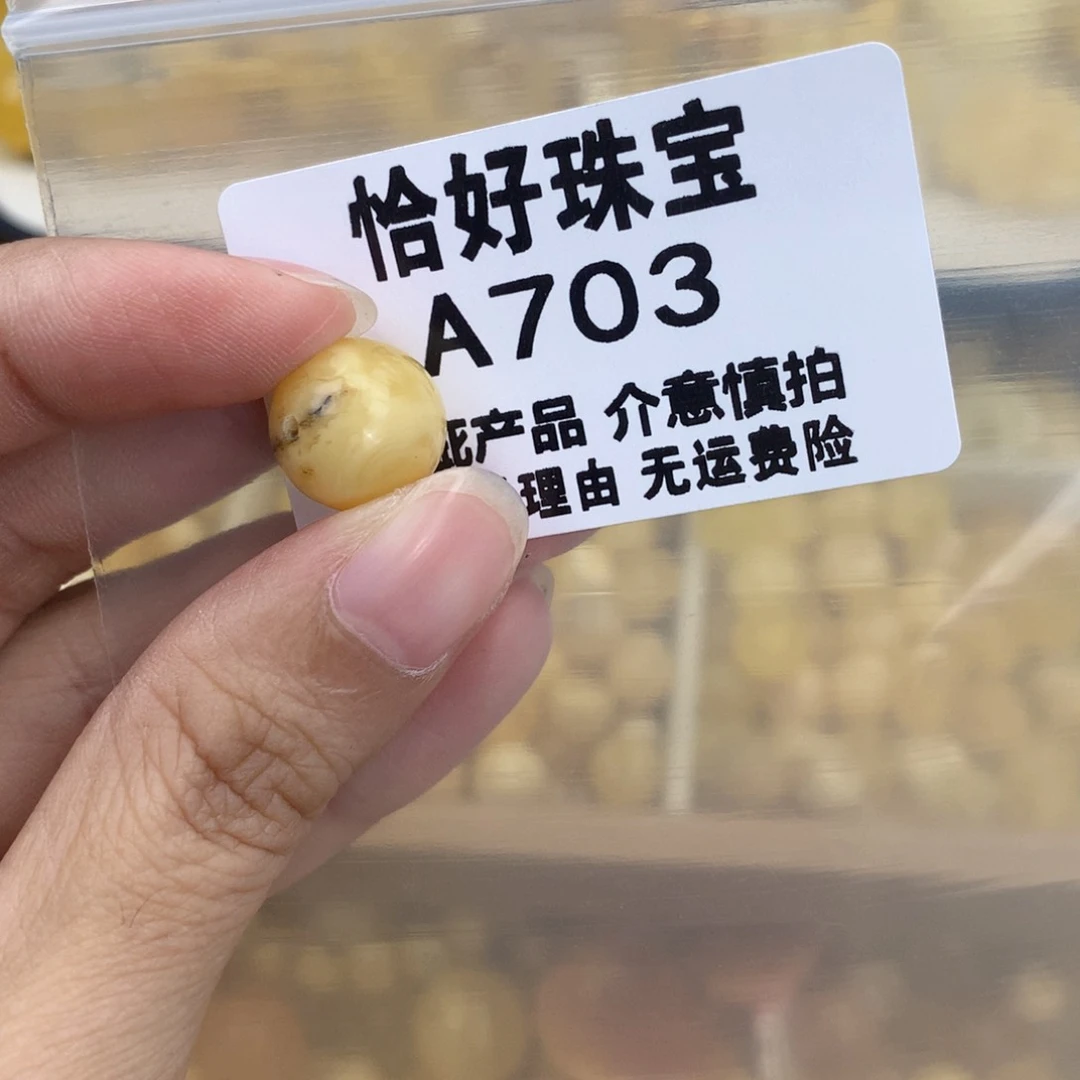 恰好珠宝
A703
产品 介意慎拍
理由 无运费险